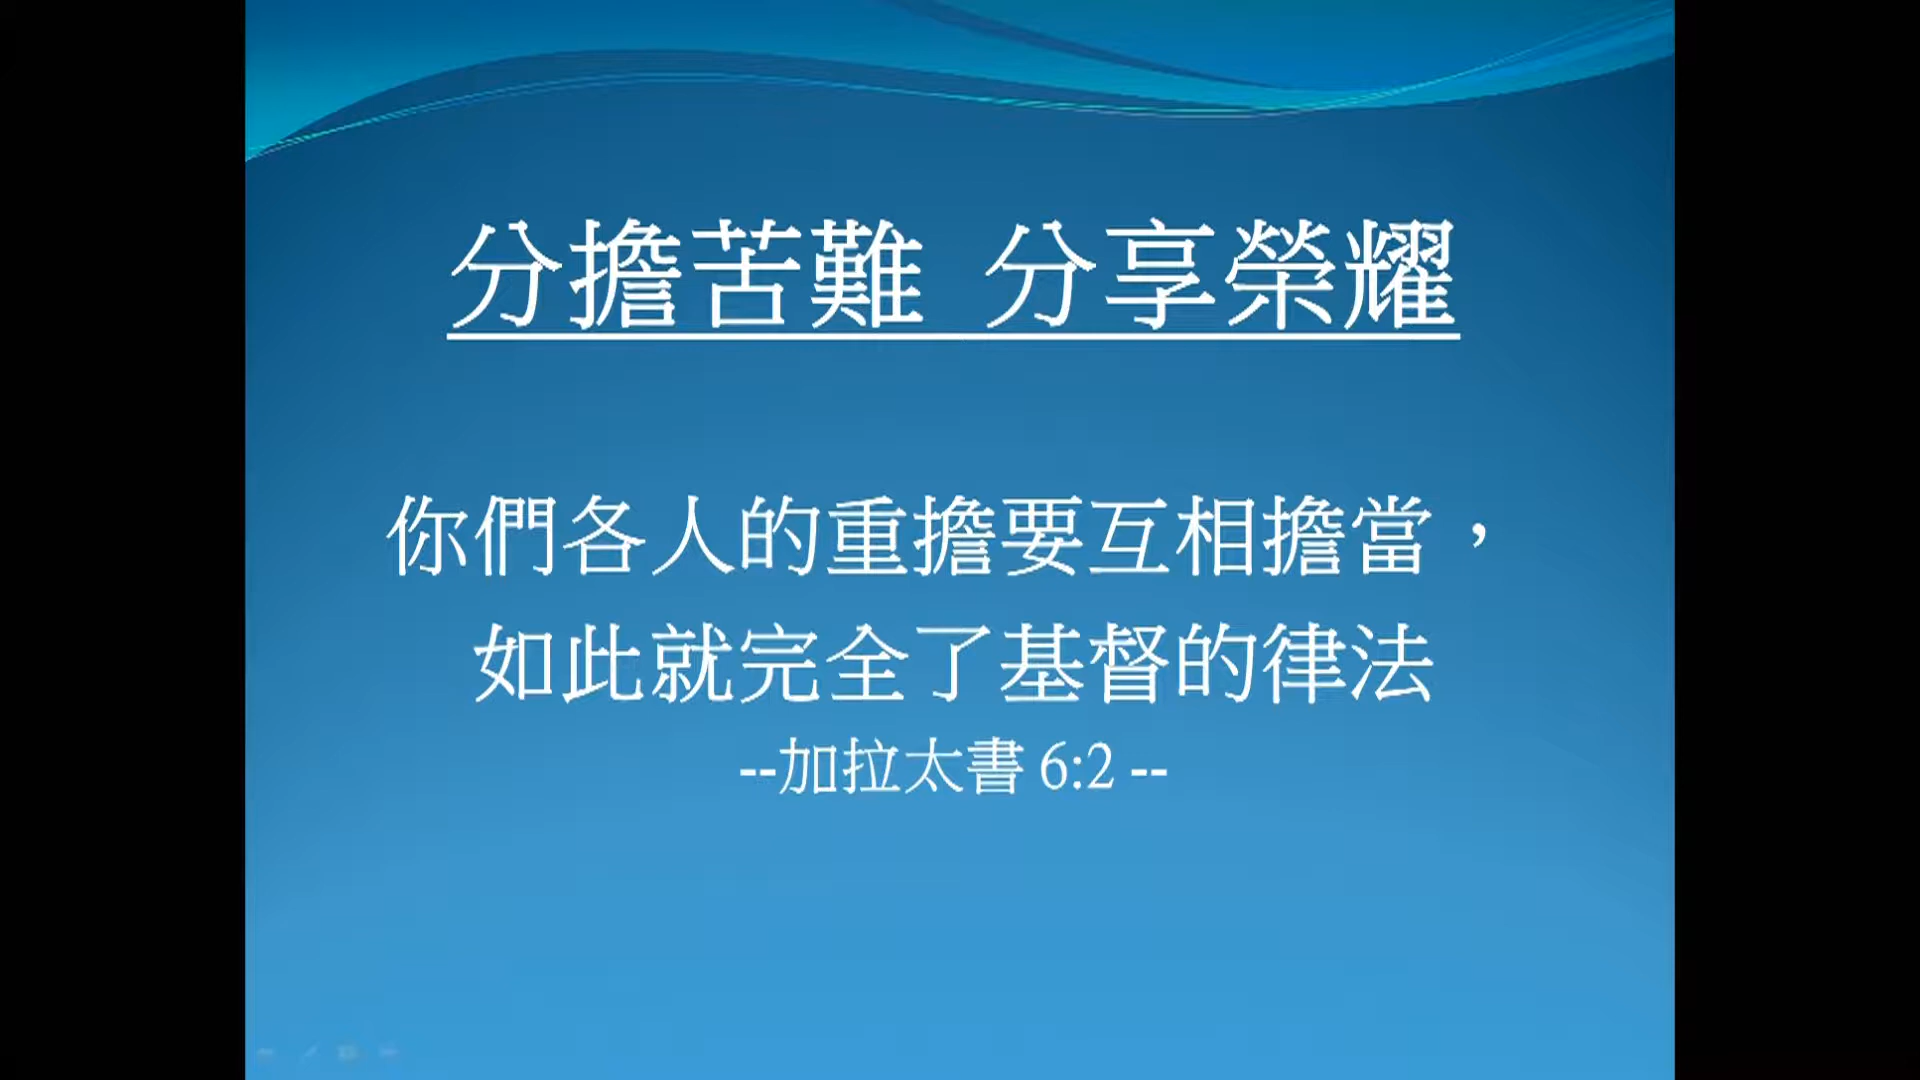 分擔苦難 分享榮耀
你們各人的重擔要互相擔當，
如此就完全了基督的律法
--加拉太書 6:2 --